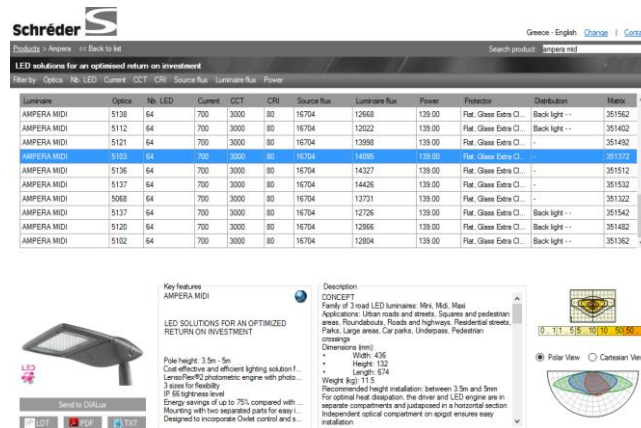 Schréder
Greece - English Change | Conta
Products > Ampera << Back to list
Search product: ampera mid
LED solutions for an optimised return on investment
Filter by Optics Nb. LED Current CCT CRI Source flux Luminaire flux Power
Luminaire Optics Nb. LED Current CCT CRI Source flux Luminaire flux Power Protector Distribution Matrix
AMPERA MIDI 5138 64 700 3000 80 16704 12668 139.00 Flat, Glass Extra Cl... Back light - - 351562
AMPERA MIDI 5112 64 700 3000 80 16704 12022 139.00 Flat, Glass Extra Cl... Back light - - 351402
AMPERA MIDI 5121 64 700 3000 80 16704 13998 139.00 Flat, Glass Extra Cl... - 351492
AMPERA MIDI 5103 64 700 3000 80 16704 14095 139.00 Flat, Glass Extra Cl... - 351372
AMPERA MIDI 5136 64 700 3000 80 16704 14327 139.00 Flat, Glass Extra Cl... - 351512
AMPERA MIDI 5137 64 700 3000 80 16704 14426 139.00 Flat, Glass Extra Cl... - 351532
AMPERA MIDI 5068 64 700 3000 80 16704 13731 139.00 Flat, Glass Extra Cl... - 351322
AMPERA MIDI 5137 64 700 3000 80 16704 12726 139.00 Flat, Glass Extra Cl... Back light - - 351542
AMPERA MIDI 5120 64 700 3000 80 16704 12866 139.00 Flat, Glass Extra Cl... Back light - - 351482
AMPERA MIDI 5102 64 700 3000 80 16704 12804 139.00 Flat, Glass Extra Cl... Back light - - 351362
LED
Send to DIALux
LDT PDF TXT
Key features
AMPERA MIDI
LED SOLUTIONS FOR AN OPTIMIZED
RETURN ON INVESTMENT
Pole height: 3.5m - 5m
Cost-effective and efficient lighting solution f...
LensoFlex®2 photometric engine with photo...
3 sizes for flexibility
IP 66 tightness level
Energy savings of up to 75% compared with ...
Mounting with two separated parts for easy i...
Designed to incorporate Owlet control and s...
Description
CONCEPT
Family of 3 road LED luminaires: Mini, Midi, Maxi
Applications: Urban roads and streets, Squares and pedestrian
areas, Roundabouts, Roads and highways, Residential streets,
Parks, Large areas, Car parks, Underpass, Pedestrian
crossings
Dimensions (mm):
• Width: 436
• Height: 132
• Length: 674
Weight (kg): 11.5
Recommended height installation: between 3.5m and 5mm
For optimal heat dissipation, the driver and LED engine are in
separate compartments and juxtaposed in a horizontal section
Independent optical compartment on spigot ensures easy
installation
0.1 1 .5 5 .10 10 .50 50
Polar View Cartesian View